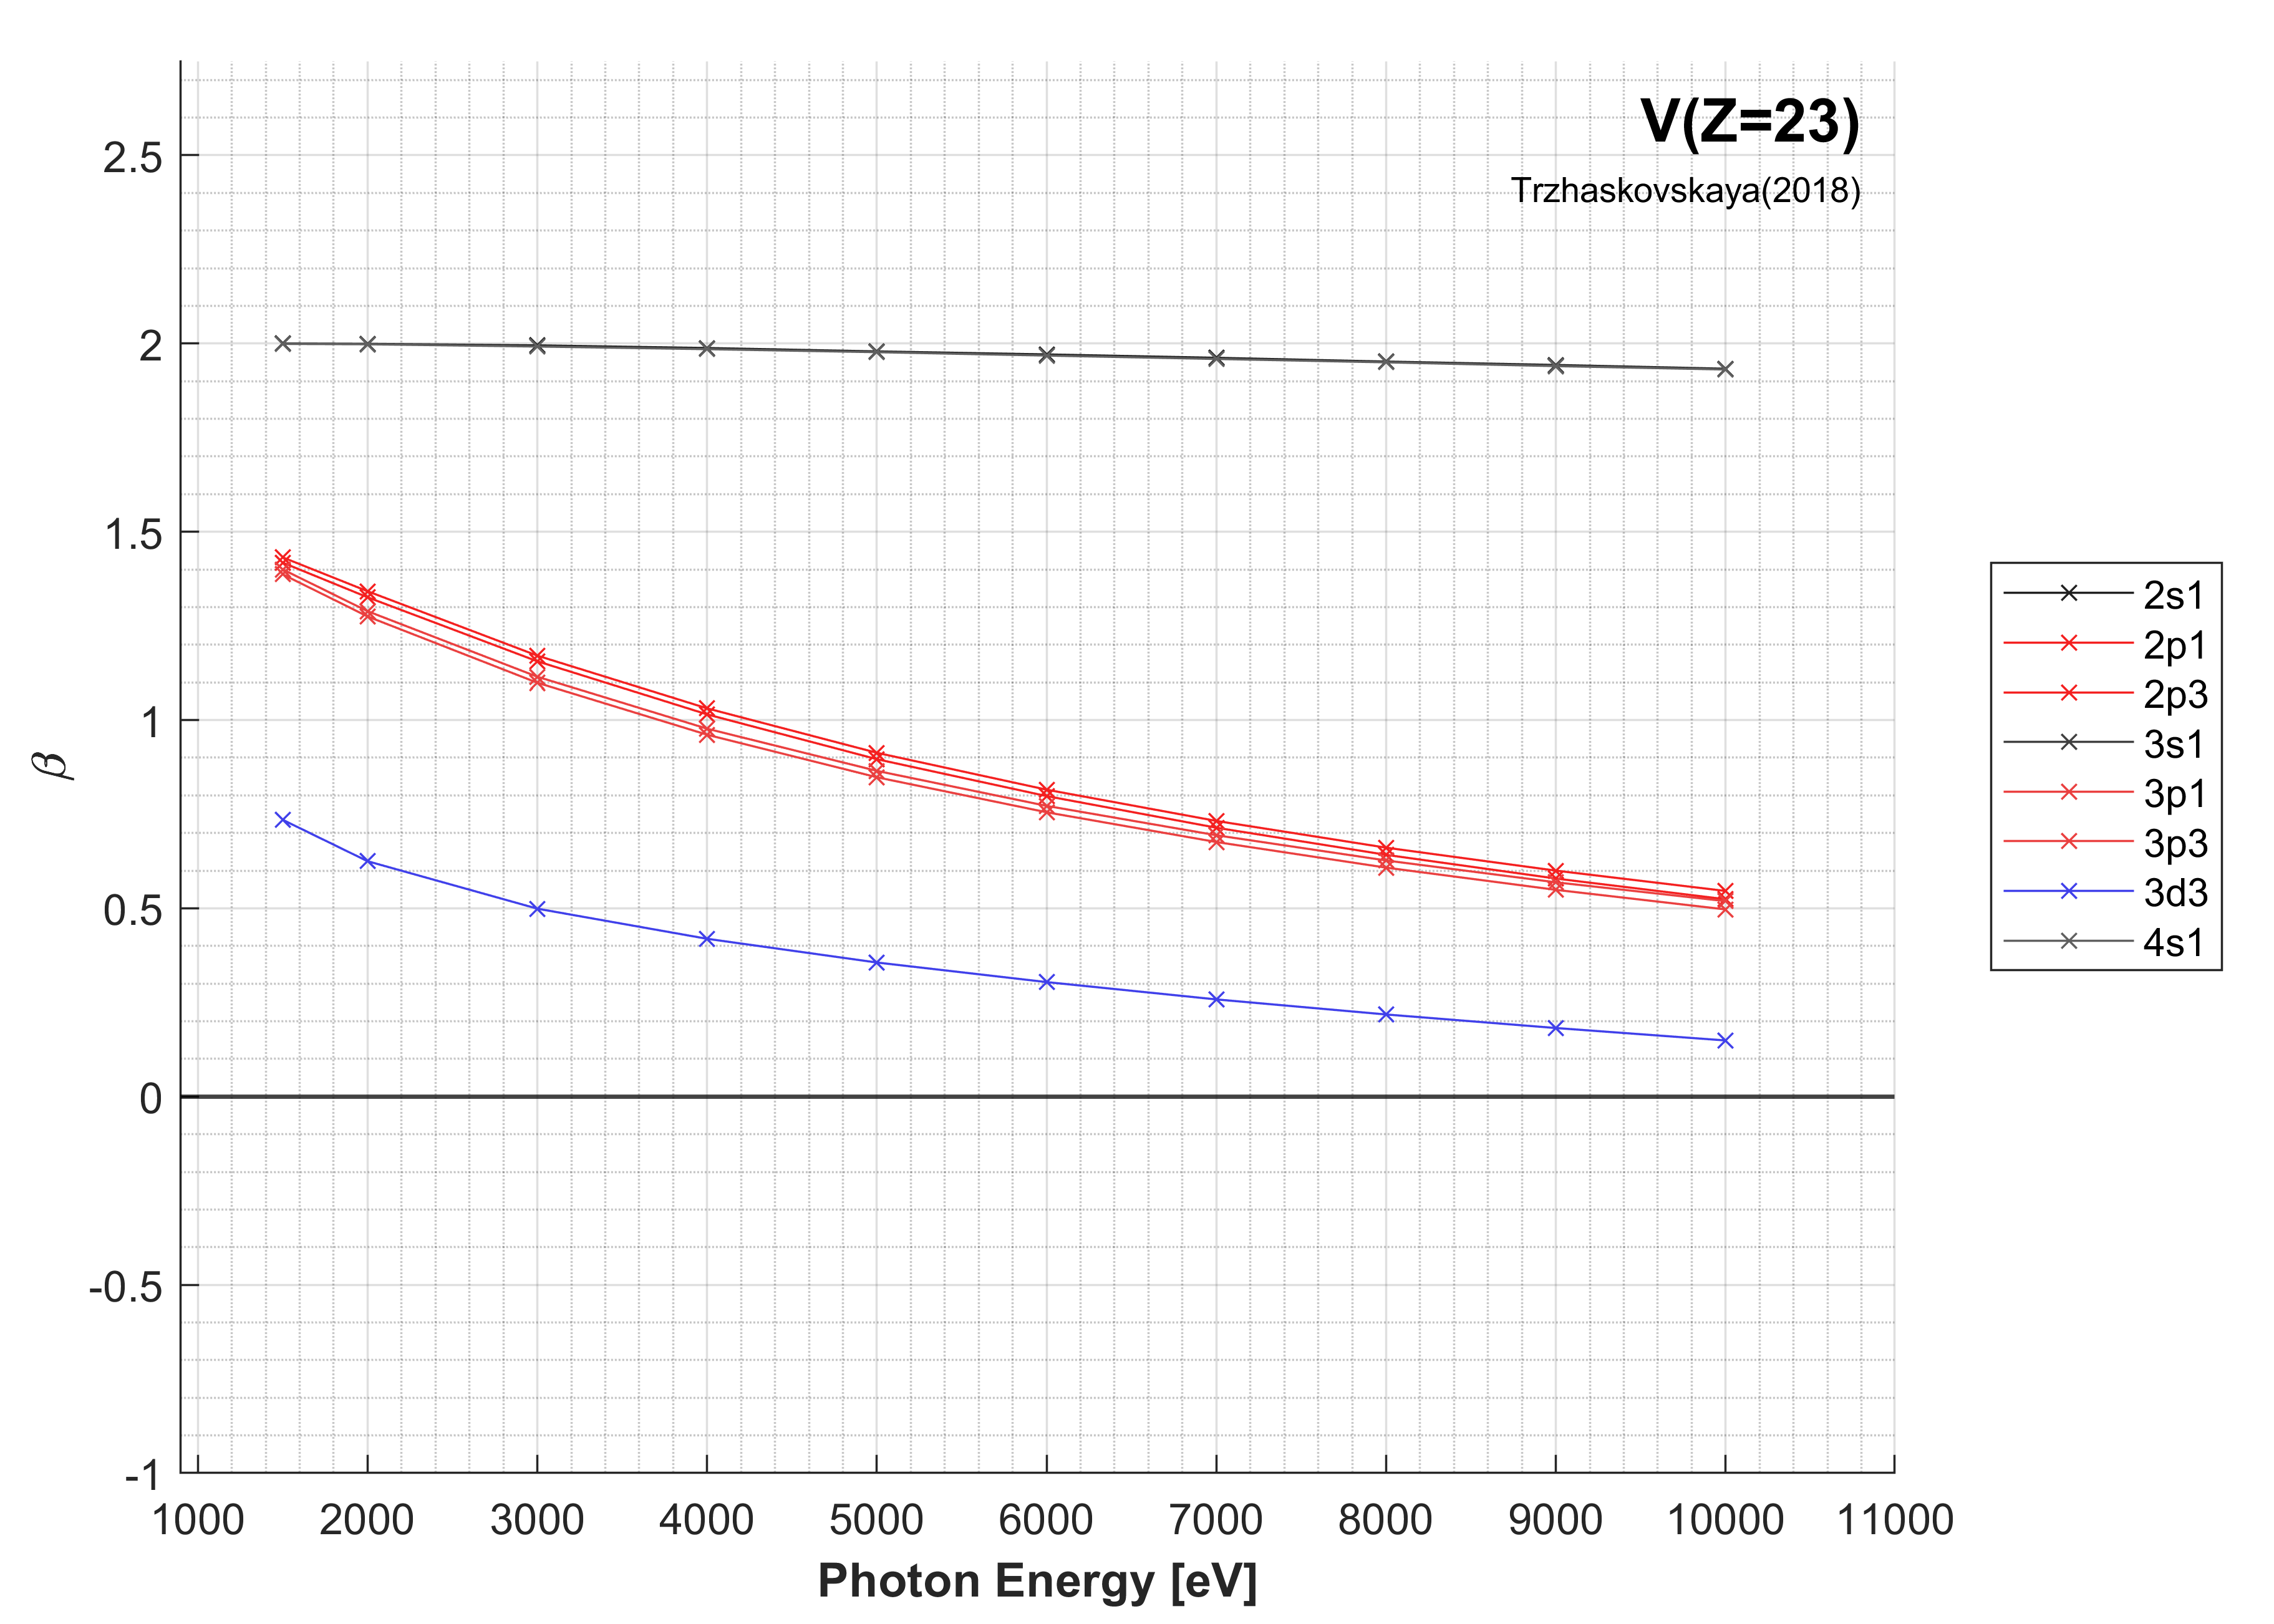 V(Z=23)
Trzhaskovskaya(2018)
2.5
2
1.5
1
0.5
0
-0.5
-1
β
1000 2000 3000 4000 5000 6000 7000 8000 9000 10000 11000
Photon Energy [eV]
2s1
2p1
2p3
3s1
3p1
3p3
3d3
4s1